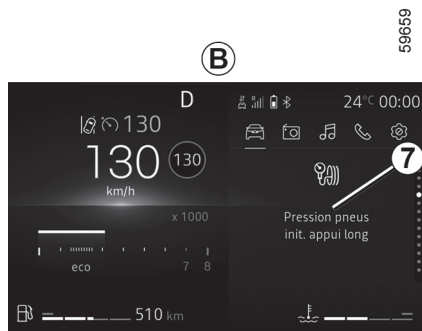 59659
B
D
24°C 00:00
130
130
130
km/h
7
Pression pneus
init. appui long
x 1000
eco
7 8
510 km